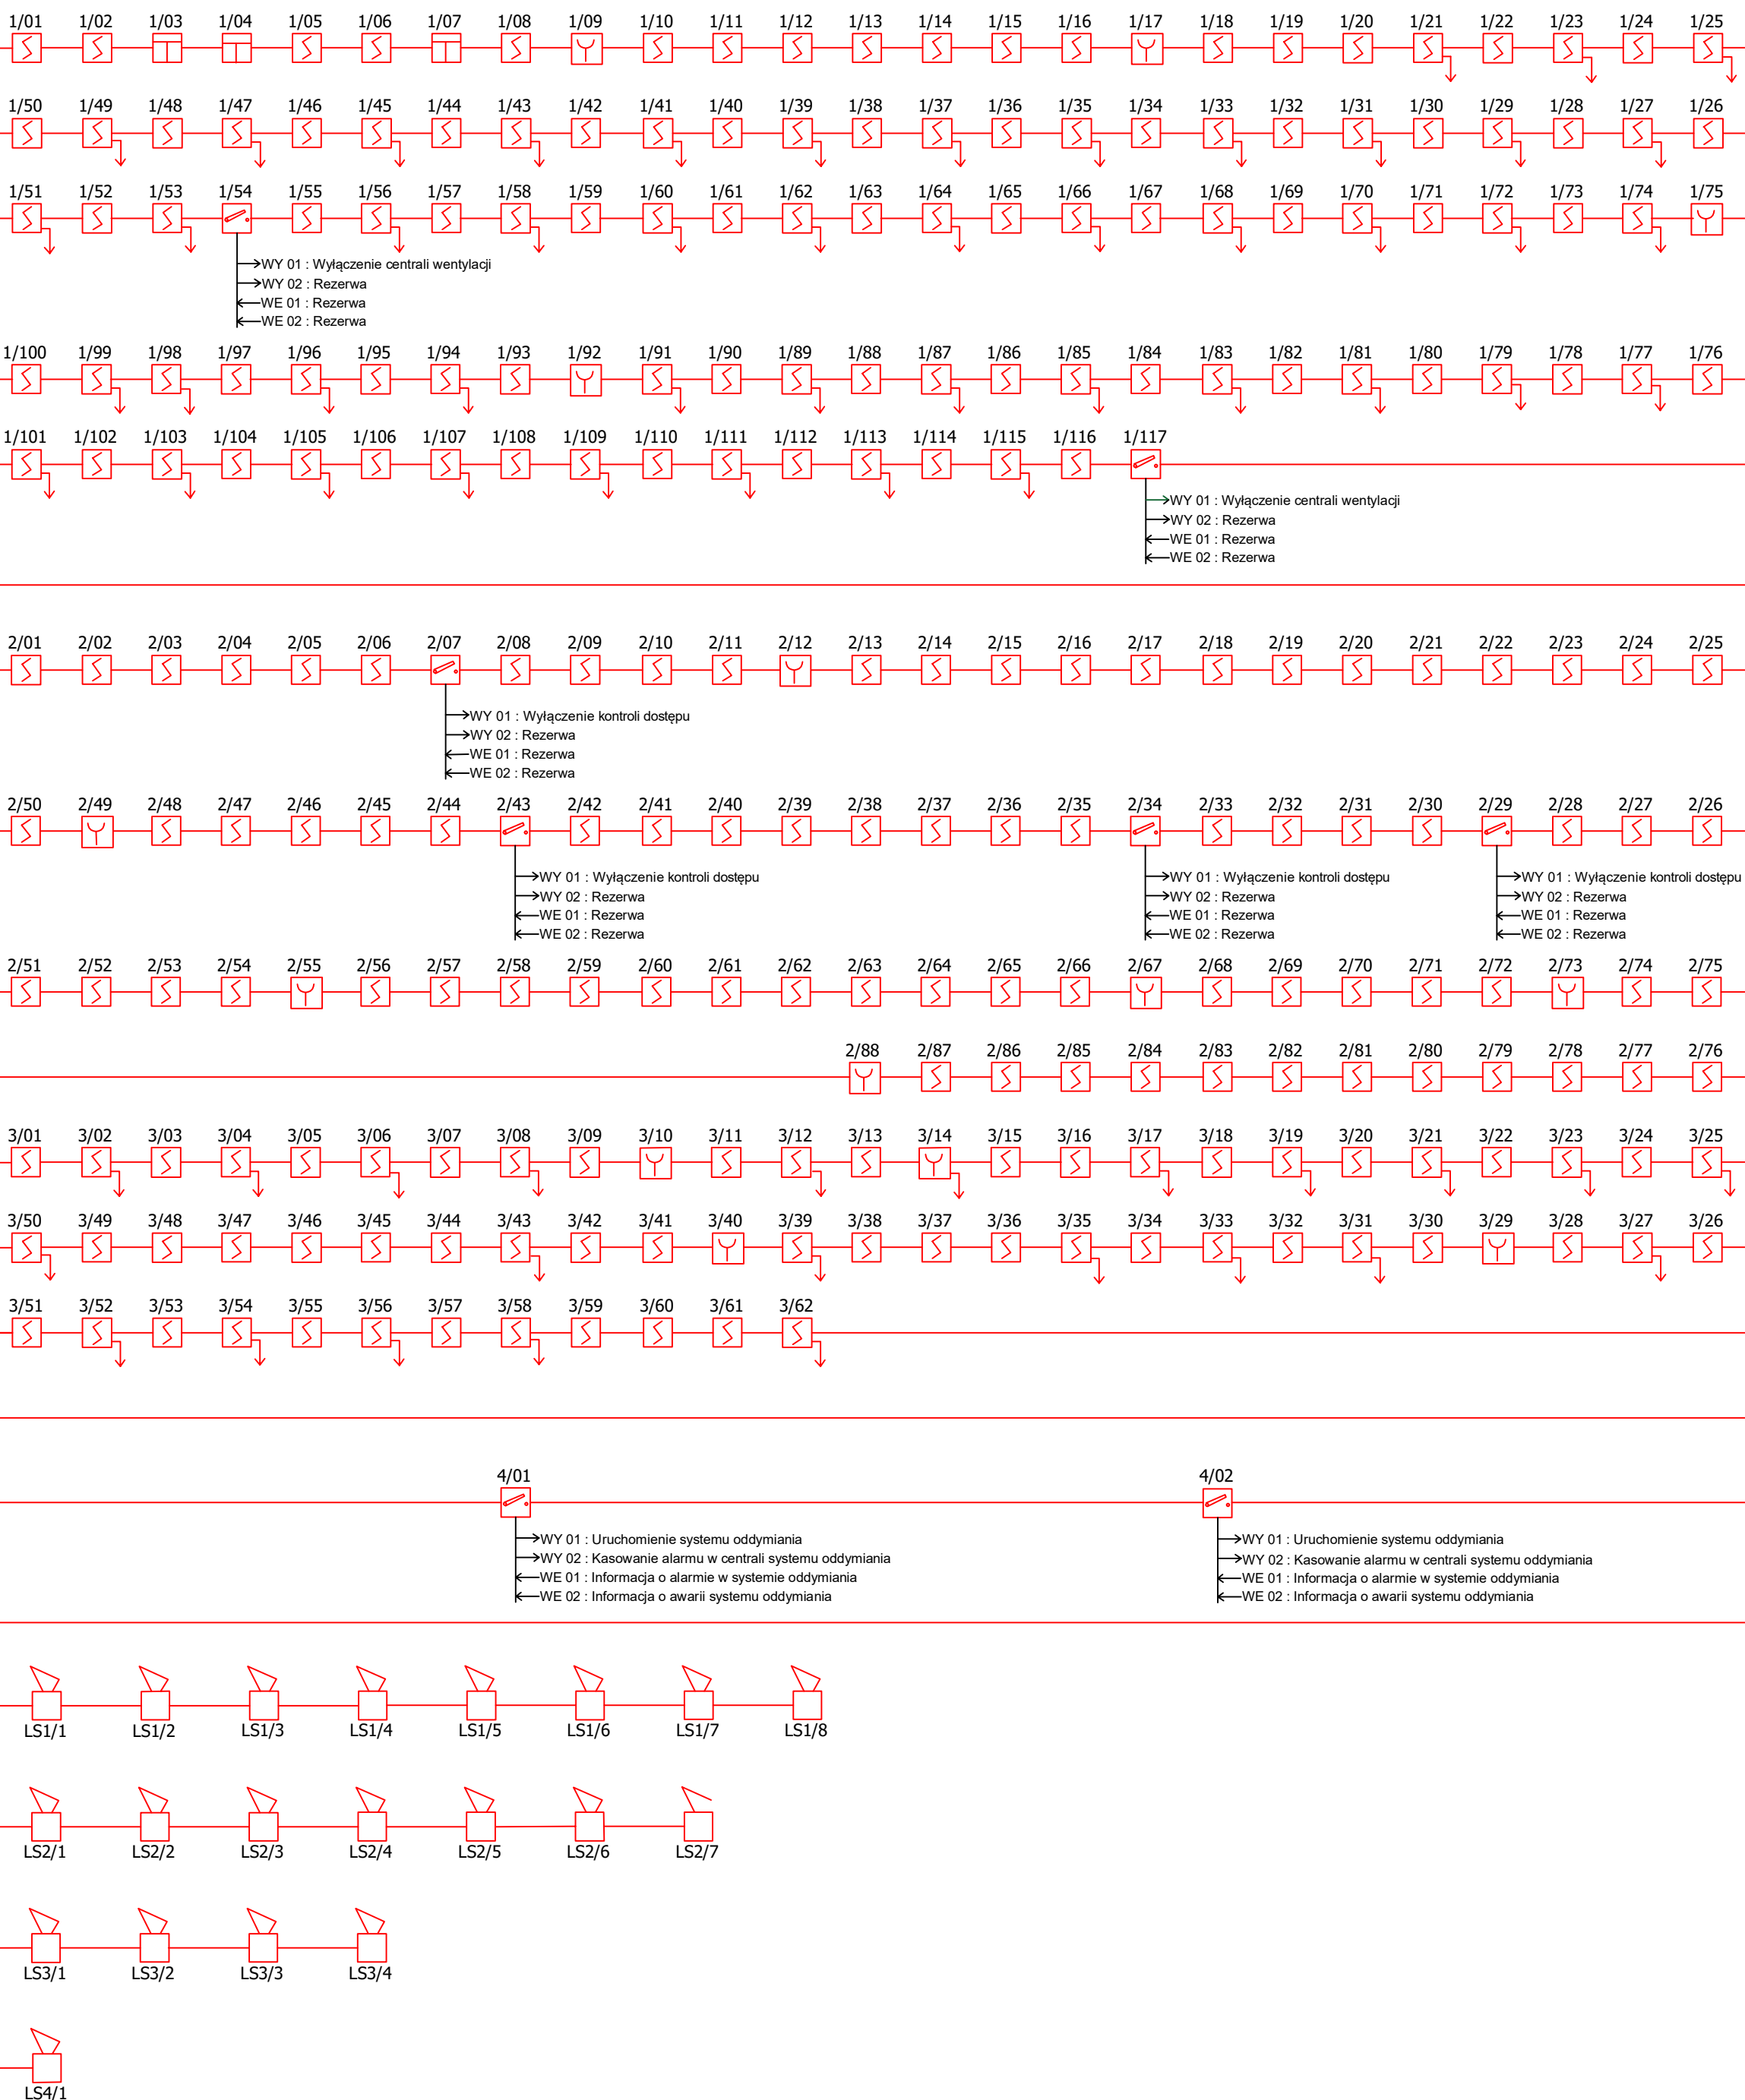 1/01 1/02 1/03 1/04 1/05 1/06 1/07 1/08 1/09 1/10 1/11 1/12 1/13 1/14 1/15 1/16 1/17 1/18 1/19 1/20 1/21 1/22 1/23 1/24 1/25
1/50 1/49 1/48 1/47 1/46 1/45 1/44 1/43 1/42 1/41 1/40 1/39 1/38 1/37 1/36 1/35 1/34 1/33 1/32 1/31 1/30 1/29 1/28 1/27 1/26
1/51 1/52 1/53 1/54 1/55 1/56 1/57 1/58 1/59 1/60 1/61 1/62 1/63 1/64 1/65 1/66 1/67 1/68 1/69 1/70 1/71 1/72 1/73 1/74 1/75
WY 01 : Wyłączenie centrali wentylacji
WY 02 : Rezerwa
WE 01 : Rezerwa
WE 02 : Rezerwa
1/100 1/99 1/98 1/97 1/96 1/95 1/94 1/93 1/92 1/91 1/90 1/89 1/88 1/87 1/86 1/85 1/84 1/83 1/82 1/81 1/80 1/79 1/78 1/77 1/76
1/101 1/102 1/103 1/104 1/105 1/106 1/107 1/108 1/109 1/110 1/111 1/112 1/113 1/114 1/115 1/116 1/117
WY 01 : Wyłączenie centrali wentylacji
WY 02 : Rezerwa
WE 01 : Rezerwa
WE 02 : Rezerwa
2/01 2/02 2/03 2/04 2/05 2/06 2/07 2/08 2/09 2/10 2/11 2/12 2/13 2/14 2/15 2/16 2/17 2/18 2/19 2/20 2/21 2/22 2/23 2/24 2/25
WY 01 : Wyłączenie kontroli dostępu
WY 02 : Rezerwa
WE 01 : Rezerwa
WE 02 : Rezerwa
2/50 2/49 2/48 2/47 2/46 2/45 2/44 2/43 2/42 2/41 2/40 2/39 2/38 2/37 2/36 2/35 2/34 2/33 2/32 2/31 2/30 2/29 2/28 2/27 2/26
WY 01 : Wyłączenie kontroli dostępu WY 01 : Wyłączenie kontroli dostępu WY 01 : Wyłączenie kontroli dostępu
WY 02 : Rezerwa WY 02 : Rezerwa WY 02 : Rezerwa
WE 01 : Rezerwa WE 01 : Rezerwa WE 01 : Rezerwa
WE 02 : Rezerwa WE 02 : Rezerwa WE 02 : Rezerwa
2/51 2/52 2/53 2/54 2/55 2/56 2/57 2/58 2/59 2/60 2/61 2/62 2/63 2/64 2/65 2/66 2/67 2/68 2/69 2/70 2/71 2/72 2/73 2/74 2/75
2/88 2/87 2/86 2/85 2/84 2/83 2/82 2/81 2/80 2/79 2/78 2/77 2/76
3/01 3/02 3/03 3/04 3/05 3/06 3/07 3/08 3/09 3/10 3/11 3/12 3/13 3/14 3/15 3/16 3/17 3/18 3/19 3/20 3/21 3/22 3/23 3/24 3/25
3/50 3/49 3/48 3/47 3/46 3/45 3/44 3/43 3/42 3/41 3/40 3/39 3/38 3/37 3/36 3/35 3/34 3/33 3/32 3/31 3/30 3/29 3/28 3/27 3/26
3/51 3/52 3/53 3/54 3/55 3/56 3/57 3/58 3/59 3/60 3/61 3/62
4/01 4/02
WY 01 : Uruchomienie systemu oddymiania WY 01 : Uruchomienie systemu oddymiania
WY 02 : Kasowanie alarmu w centrali systemu oddymiania WY 02 : Kasowanie alarmu w centrali systemu oddymiania
WE 01 : Informacja o alarmie w systemie oddymiania WE 01 : Informacja o alarmie w systemie oddymiania
WE 02 : Informacja o awarii systemu oddymiania WE 02 : Informacja o awarii systemu oddymiania
LS1/1 LS1/2 LS1/3 LS1/4 LS1/5 LS1/6 LS1/7 LS1/8
LS2/1 LS2/2 LS2/3 LS2/4 LS2/5 LS2/6 LS2/7
LS3/1 LS3/2 LS3/3 LS3/4
LS4/1